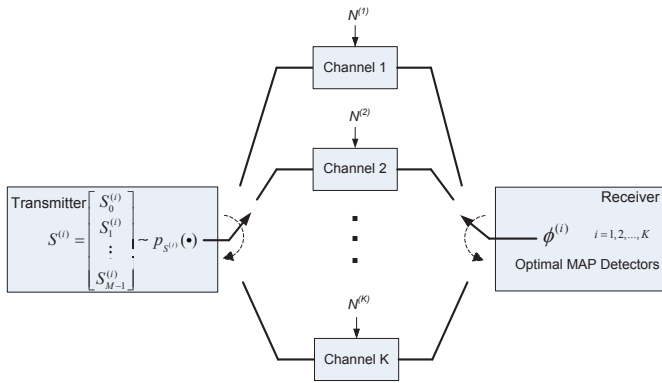 N^{(1)}
Channel 1
N^{(2)}
Channel 2
Transmitter
S^{(i)} = [ S_0^{(i)} S_1^{(i)} ⋮ S_{M-1}^{(i)} ] ~ p_{S^{(i)}}(•)
Receiver
ϕ^{(i)} i = 1, 2, ..., K
Optimal MAP Detectors
N^{(K)}
Channel K